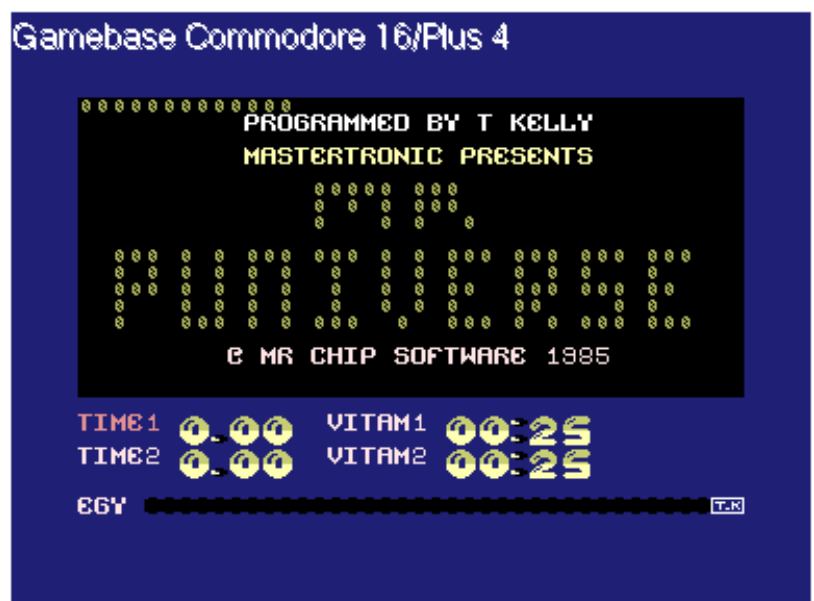 Gamebase Commodore 16/Plus 4
PROGRAMMED BY T KELLY
MASTERTRONIC PRESENTS
MR
PUNIVERSE
© MR CHIP SOFTWARE 1985
TIME1 0.00 VITAM1 00:25
TIME2 0.00 VITAM2 00:25
EGY T.K